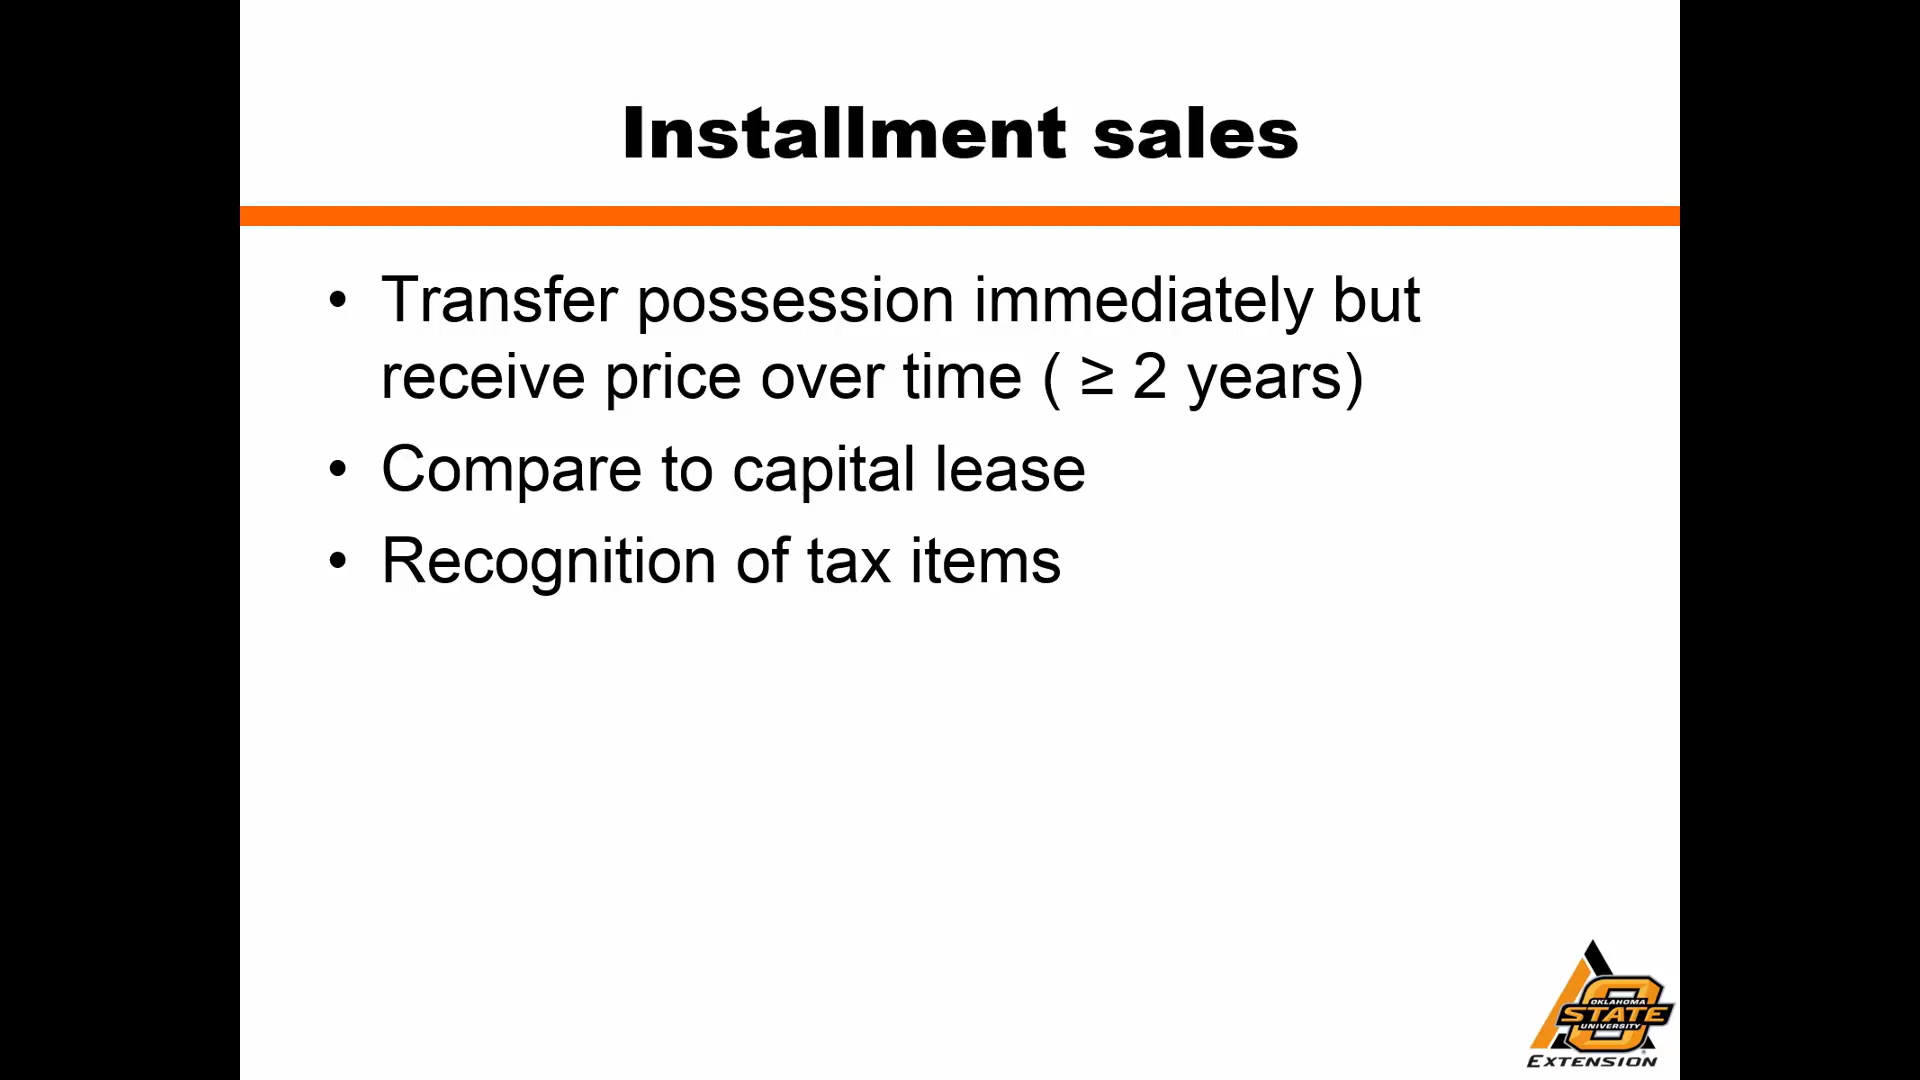 Installment sales
• Transfer possession immediately but
receive price over time ( ≥ 2 years)
• Compare to capital lease
• Recognition of tax items
OKLAHOMA
STATE
UNIVERSITY
EXTENSION